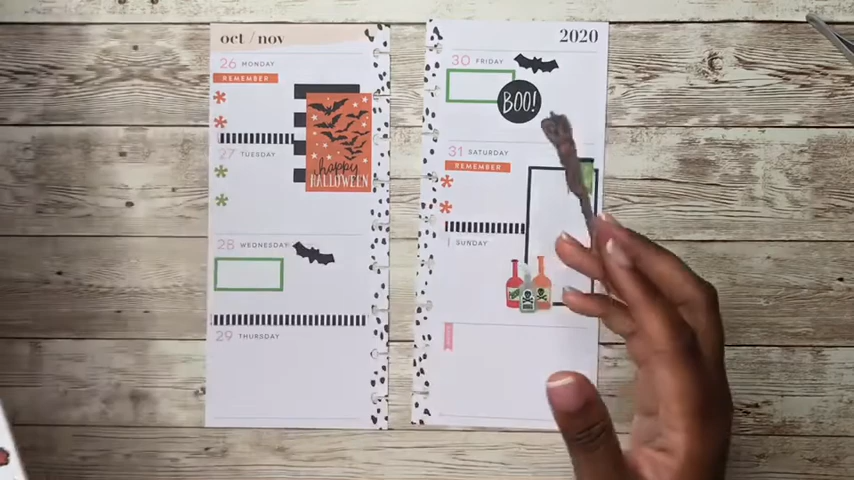 oct / nov
26 MONDAY
REMEMBER
happy
HALLOWEEN
27 TUESDAY
28 WEDNESDAY
29 THURSDAY
2020
30 FRIDAY
BOO!
31 SATURDAY
REMEMBER
1 SUNDAY